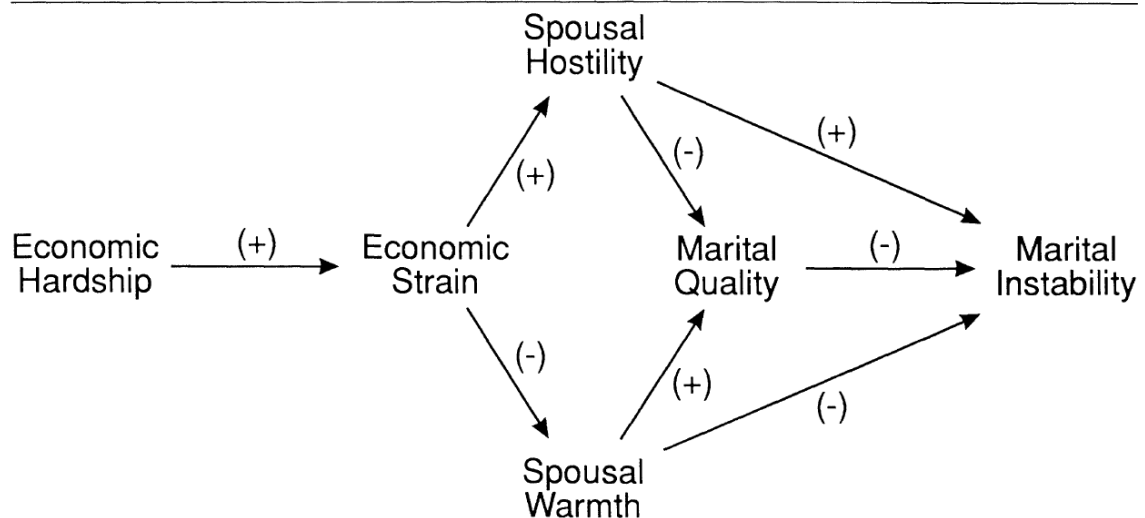 Spousal
Hostility
(+)
(-)
(+)
Economic
Hardship
(+)
Economic
Strain
Marital
Quality
(-)
Marital
Instability
(-)
(+)
(-)
Spousal
Warmth